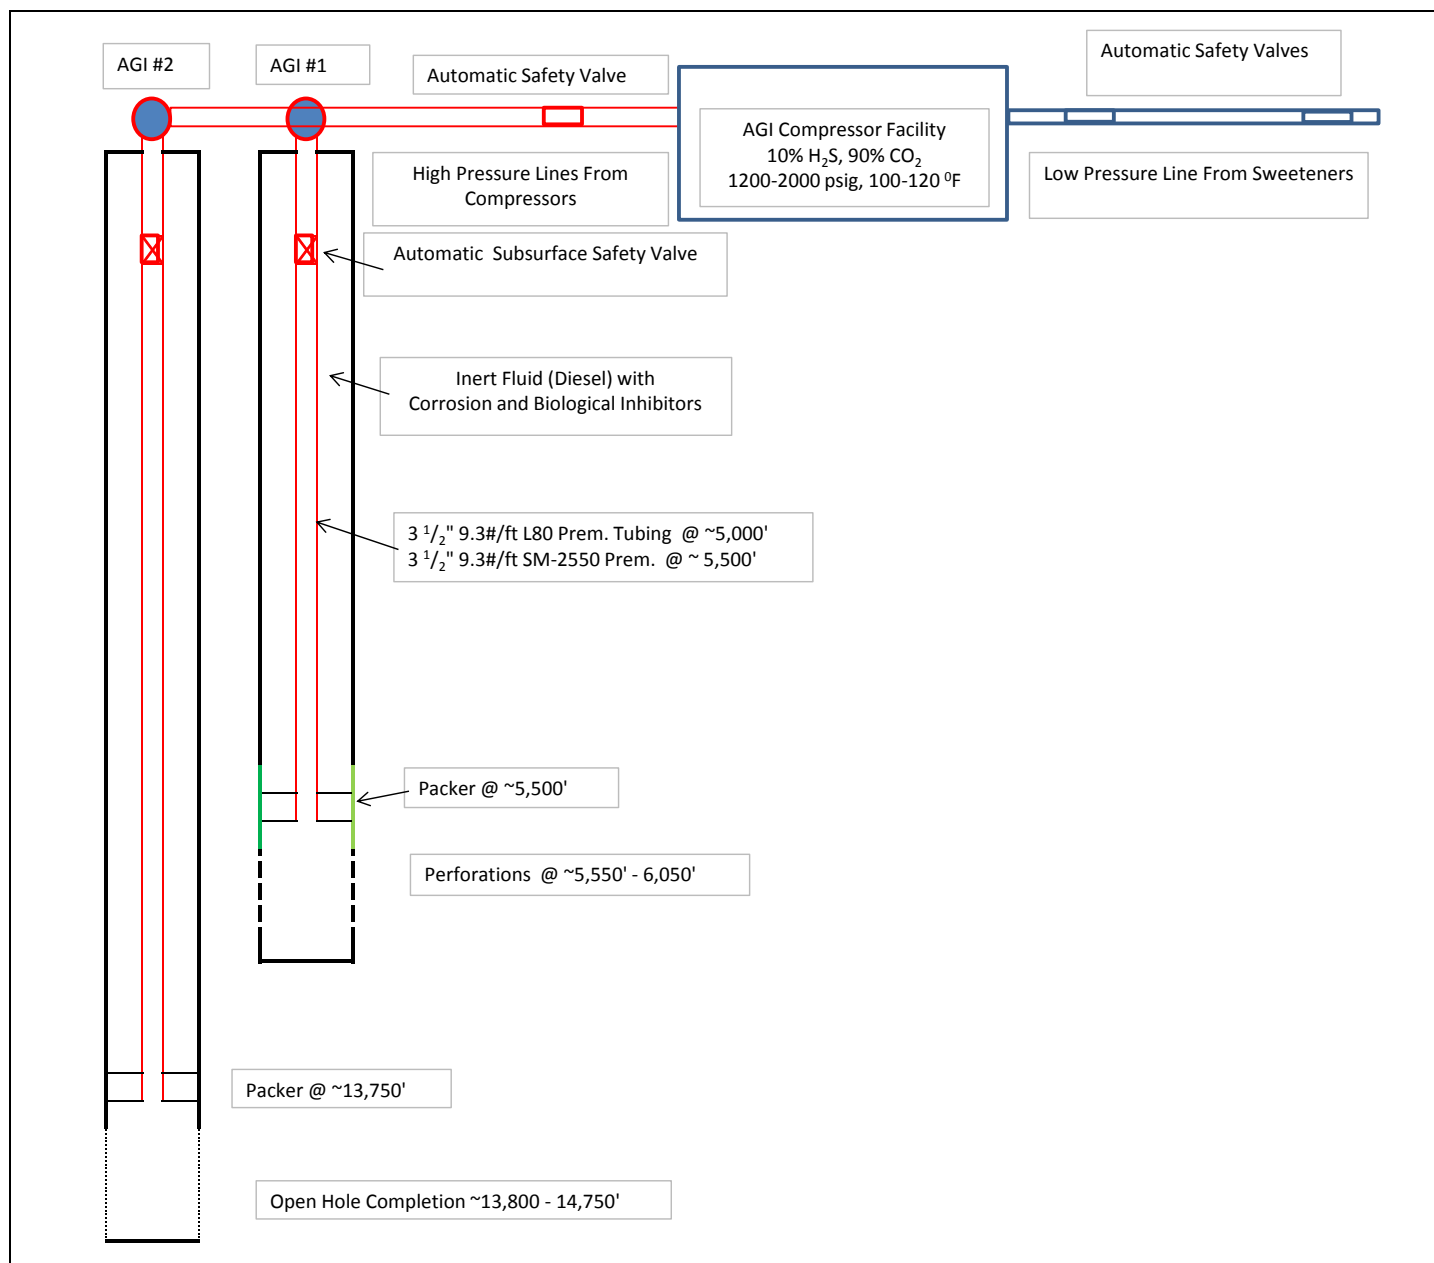 AGI #2
AGI #1
Automatic Safety Valve
Automatic Safety Valves
AGI Compressor Facility
10% H₂S, 90% CO₂
1200-2000 psig, 100-120 ⁰F
High Pressure Lines From
Compressors
Low Pressure Line From Sweeteners
Automatic Subsurface Safety Valve
Inert Fluid (Diesel) with
Corrosion and Biological Inhibitors
3 ¹/₂" 9.3#/ft L80 Prem. Tubing @ ~5,000'
3 ¹/₂" 9.3#/ft SM-2550 Prem. @ ~ 5,500'
Packer @ ~5,500'
Perforations @ ~5,550' - 6,050'
Packer @ ~13,750'
Open Hole Completion ~13,800 - 14,750'